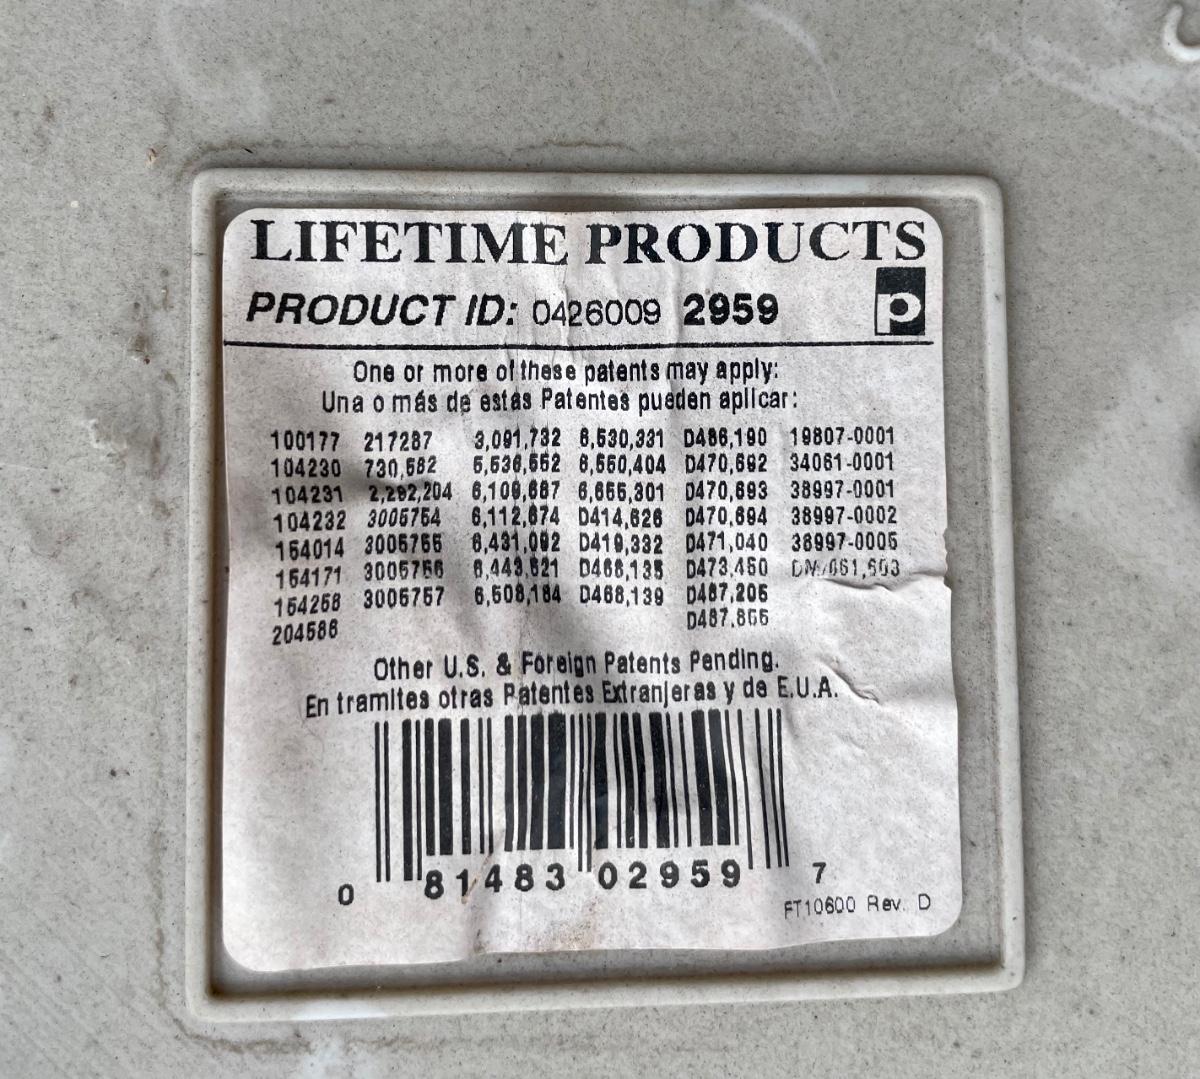 LIFETIME PRODUCTS
PRODUCT ID: 0426009 2959
p
One or more of these patents may apply:
Una o más de estas Patentes pueden aplicar:
100177 217287 3,091,732 6,530,331 D486,190 19807-0001
104230 730,582 5,536,552 6,550,404 D470,692 34061-0001
104231 2,292,204 6,109,687 6,655,301 D470,693 38997-0001
104232 3005754 6,112,674 D414,626 D470,694 38997-0002
154014 3005755 6,431,092 D419,332 D471,040 38997-0005
154171 3005756 6,443,521 D468,135 D473,450
154258 3005757 6,508,184 D468,139 D487,205
204586 D487,866
Other U.S. & Foreign Patents Pending.
En tramites otras Patentes Extranjeras y de E.U.A.
0 81483 02959 7
FT10600 Rev. D